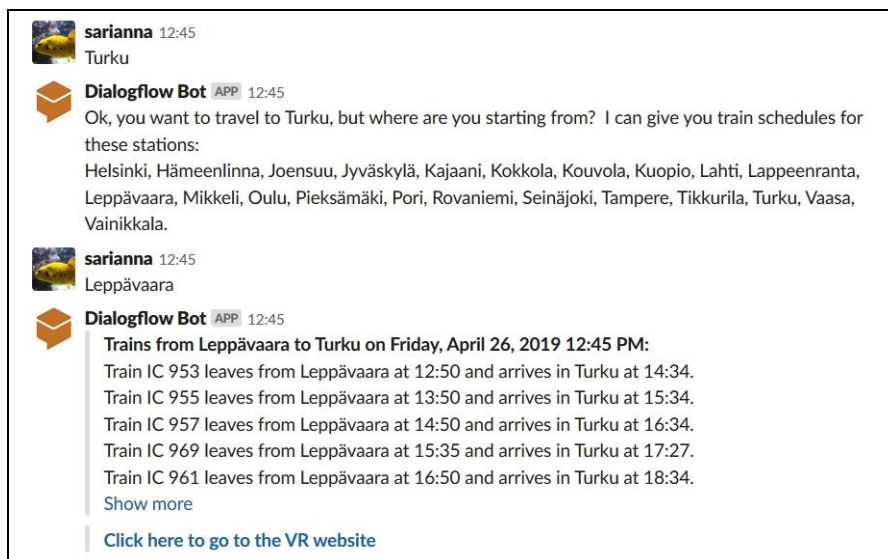 sarianna 12:45
Turku
Dialogflow Bot APP 12:45
Ok, you want to travel to Turku, but where are you starting from? I can give you train schedules for
these stations:
Helsinki, Hämeenlinna, Joensuu, Jyväskylä, Kajaani, Kokkola, Kouvola, Kuopio, Lahti, Lappeenranta,
Leppävaara, Mikkeli, Oulu, Pieksämäki, Pori, Rovaniemi, Seinäjoki, Tampere, Tikkurila, Turku, Vaasa,
Vainikkala.
sarianna 12:45
Leppävaara
Dialogflow Bot APP 12:45
Trains from Leppävaara to Turku on Friday, April 26, 2019 12:45 PM:
Train IC 953 leaves from Leppävaara at 12:50 and arrives in Turku at 14:34.
Train IC 955 leaves from Leppävaara at 13:50 and arrives in Turku at 15:34.
Train IC 957 leaves from Leppävaara at 14:50 and arrives in Turku at 16:34.
Train IC 969 leaves from Leppävaara at 15:35 and arrives in Turku at 17:27.
Train IC 961 leaves from Leppävaara at 16:50 and arrives in Turku at 18:34.
Show more
Click here to go to the VR website